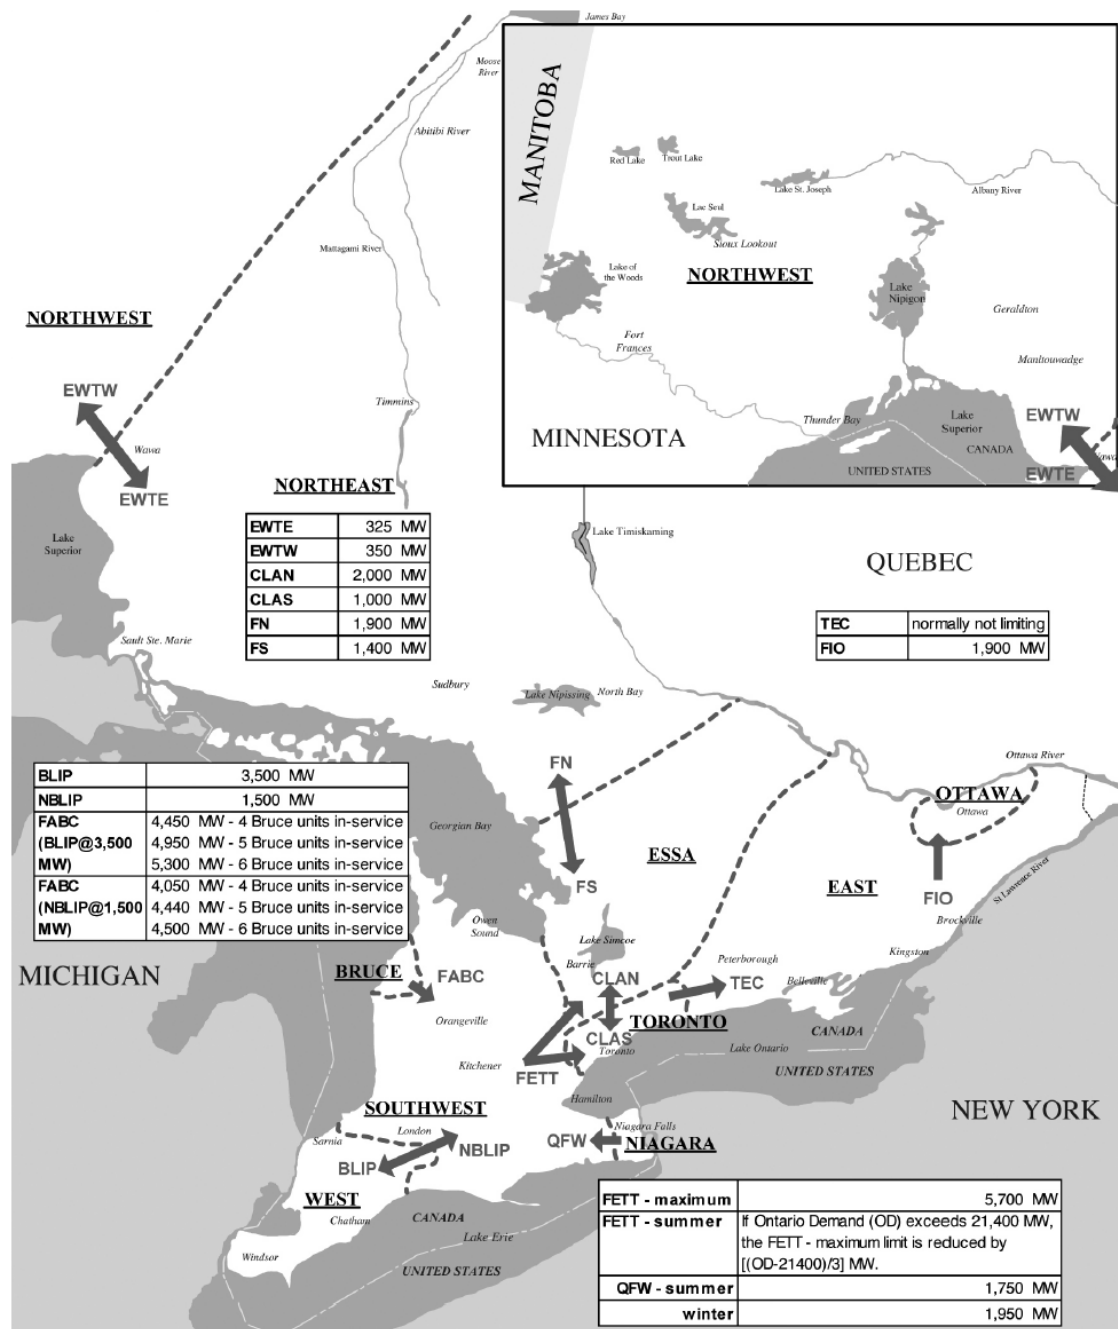 James Bay
Moose
River
Abitibi River
MANITOBA
Red Lake
Trout Lake
Lake St. Joseph
Albany River
Lac Seul
Sioux Lookout
Mattagami River
Lake of
the Woods
NORTHWEST
Lake
Nipigon
Geraldton
NORTHWEST
Fort
Frances
Manitouwadge
EWTW
Timmins
Thunder Bay
Lake
Superior
EWTW
MINNESOTA
CANADA
Wawa
UNITED STATES
EWTE
EWTE
NORTHEAST
EWTE 325 MW
EWTW 350 MW
CLAN 2,000 MW
CLAS 1,000 MW
FN 1,900 MW
FS 1,400 MW
Lake
Superior
Lake Timiskaming
QUEBEC
TEC normally not limiting
FIO 1,900 MW
Sault Ste. Marie
Sudbury
Lake Nipissing
North Bay
FN
Ottawa River
BLIP 3,500 MW
NBLIP 1,500 MW
FABC 4,450 MW - 4 Bruce units in-service
(BLIP@3,500 4,950 MW - 5 Bruce units in-service
MW) 5,300 MW - 6 Bruce units in-service
FABC 4,050 MW - 4 Bruce units in-service
(NBLIP@1,500 4,440 MW - 5 Bruce units in-service
MW) 4,500 MW - 6 Bruce units in-service
OTTAWA
Ottawa
Georgian Bay
ESSA
FS
EAST
FIO
St Lawrence River
Brockville
Owen
Sound
Lake Simcoe
Kingston
MICHIGAN
BRUCE
FABC
Barrie
Peterborough
CLAN
TEC
Belleville
Orangeville
TORONTO
CANADA
CLAS
Toronto
Lake Ontario
UNITED STATES
Kitchener
FETT
Hamilton
NEW YORK
SOUTHWEST
Sarnia
London
NBLIP
Niagara Falls
QFW
NIAGARA
BLIP
WEST
Chatham
CANADA
Lake Erie
Windsor
UNITED STATES
FETT - maximum 5,700 MW
FETT - summer If Ontario Demand (OD) exceeds 21,400 MW,
the FETT - maximum limit is reduced by
[(OD-21400)/3] MW.
QFW - summer 1,750 MW
winter 1,950 MW